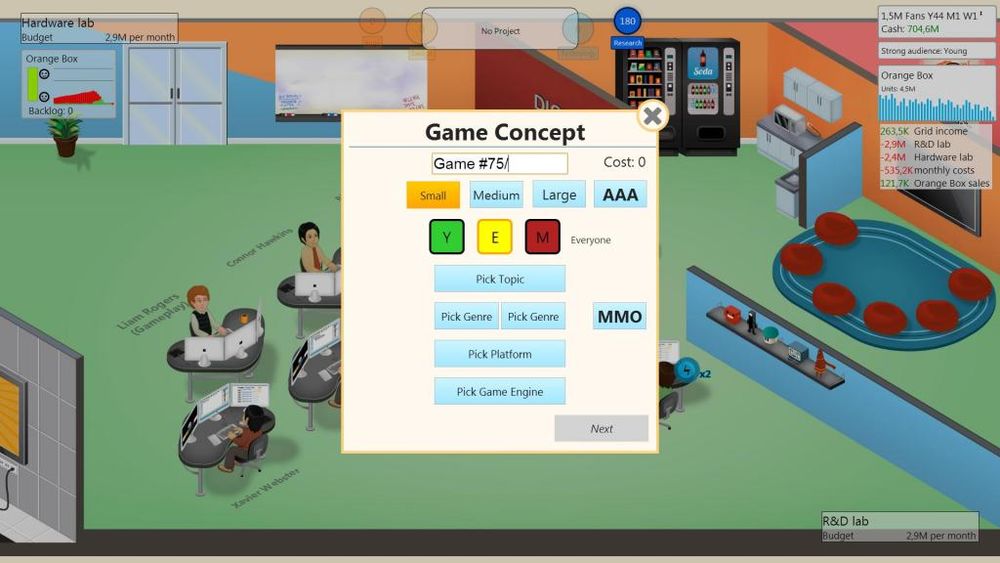 Hardware lab
Budget 2,9M per month
Orange Box
Backlog: 0
No Project
180
Research
1,5M Fans Y44 M1 W1
Cash: 704,6M
Strong audience: Young
Orange Box
Units: 4,5M
263,5K Grid income
-2,9M R&D lab
-2,4M Hardware lab
-535,2K monthly costs
121,7K Orange Box sales
Soda
Game Concept
Game #75/
Cost: 0
Small Medium Large AAA
Y E M Everyone
Pick Topic
Pick Genre Pick Genre MMO
Pick Platform
Pick Game Engine
Next
Connor Hawkins
Liam Rogers
(Gameplay)
Xavier Webster
x2
R&D lab
Budget 2,9M per month